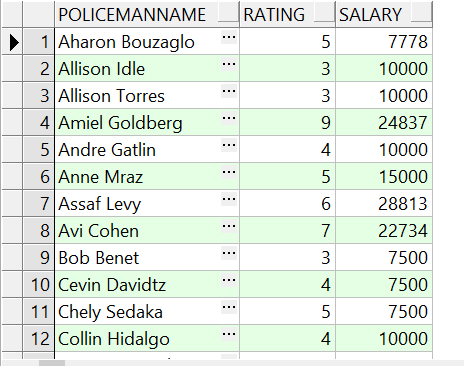 POLICEMANNAME RATING SALARY
1 Aharon Bouzaglo ... 5 7778
2 Allison Idle ... 3 10000
3 Allison Torres ... 3 10000
4 Amiel Goldberg ... 9 24837
5 Andre Gatlin ... 4 10000
6 Anne Mraz ... 5 15000
7 Assaf Levy ... 6 28813
8 Avi Cohen ... 7 22734
9 Bob Benet ... 3 7500
10 Cevin Davidtz ... 4 7500
11 Chely Sedaka ... 5 7500
12 Collin Hidalgo ... 4 10000